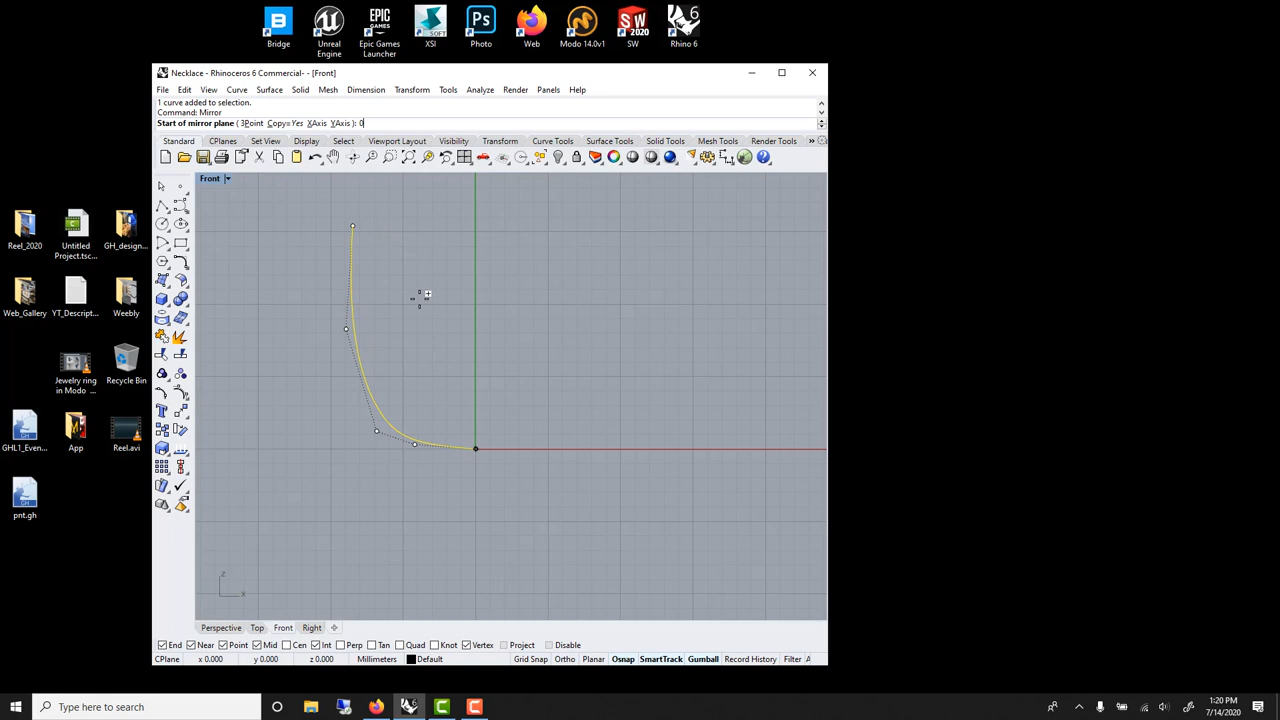 Bridge
Unreal Engine
Epic Games Launcher
XSI
Photo
Web
Modo 14.0v1
SW
Rhino 6
Necklace - Rhinoceros 6 Commercial- - [Front]
File Edit View Curve Surface Solid Mesh Dimension Transform Tools Analyze Render Panels Help
1 curve added to selection.
Command: Mirror
Start of mirror plane ( 3Point Copy=Yes XAxis YAxis ): 0
Standard CPlanes Set View Display Select Viewport Layout Visibility Transform Curve Tools Surface Tools Solid Tools Mesh Tools Render Tools »
Front
z
x
Reel_2020
Untitled Project.tsc...
GH_design...
Web_Gallery
YT_Descript...
Weebly
Jewelry ring in Modo ...
Recycle Bin
GHL1_Even...
App
Reel.avi
pnt.gh
Perspective Top Front Right
End Near Point Mid Cen Int Perp Tan Quad Knot Vertex Project Disable
CPlane x 0.000 y 0.000 z 0.000 Millimeters Default Grid Snap Ortho Planar Osnap SmartTrack Gumball Record History Filter A
Type here to search
1:20 PM
7/14/2020